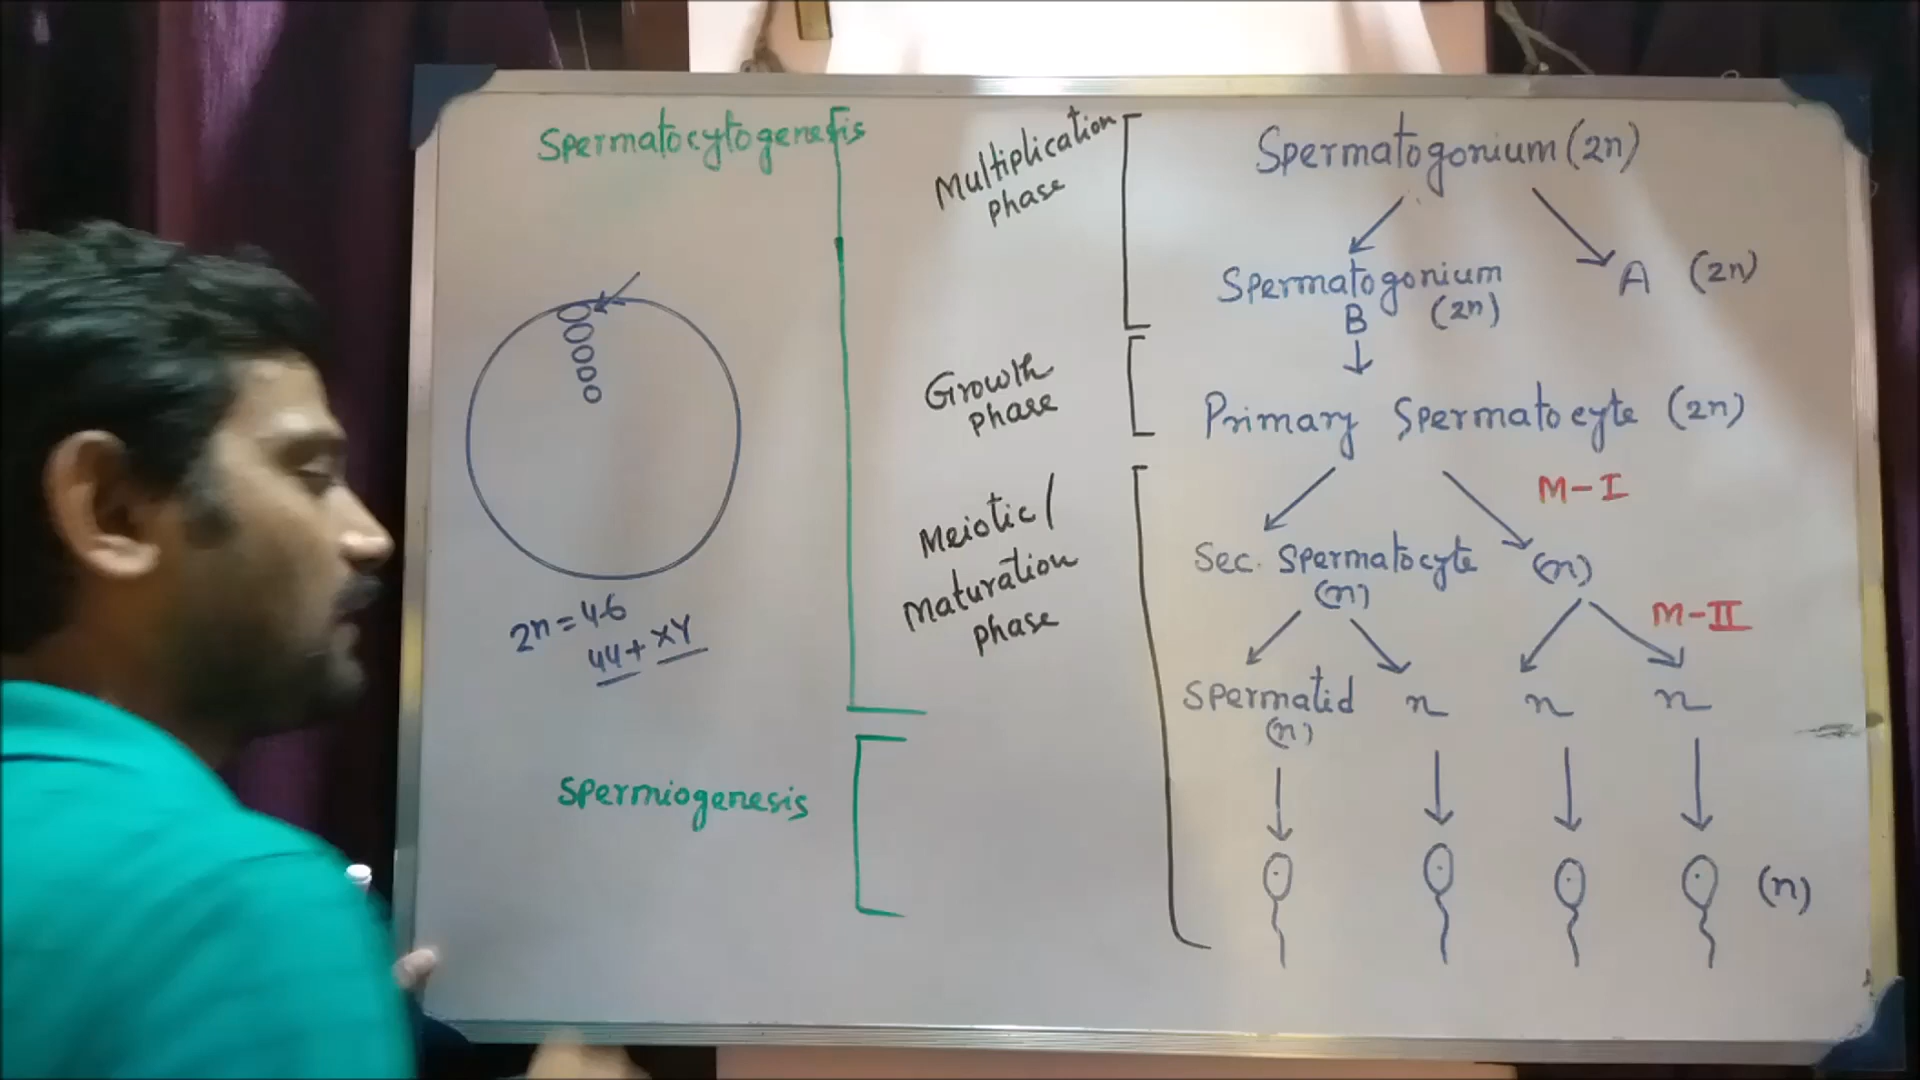 Spermatocytogenesis
2n = 46
44 + XY
Spermiogenesis
Multiplication
phase
Growth
phase
Meiotic /
maturation
phase
Spermatogonium (2n)
Spermatogonium A (2n)
B (2n)
Primary Spermatocyte (2n)
M-I
Sec. Spermatocyte (n)
(n)
M-II
Spermatid n n n
(n)
(n)